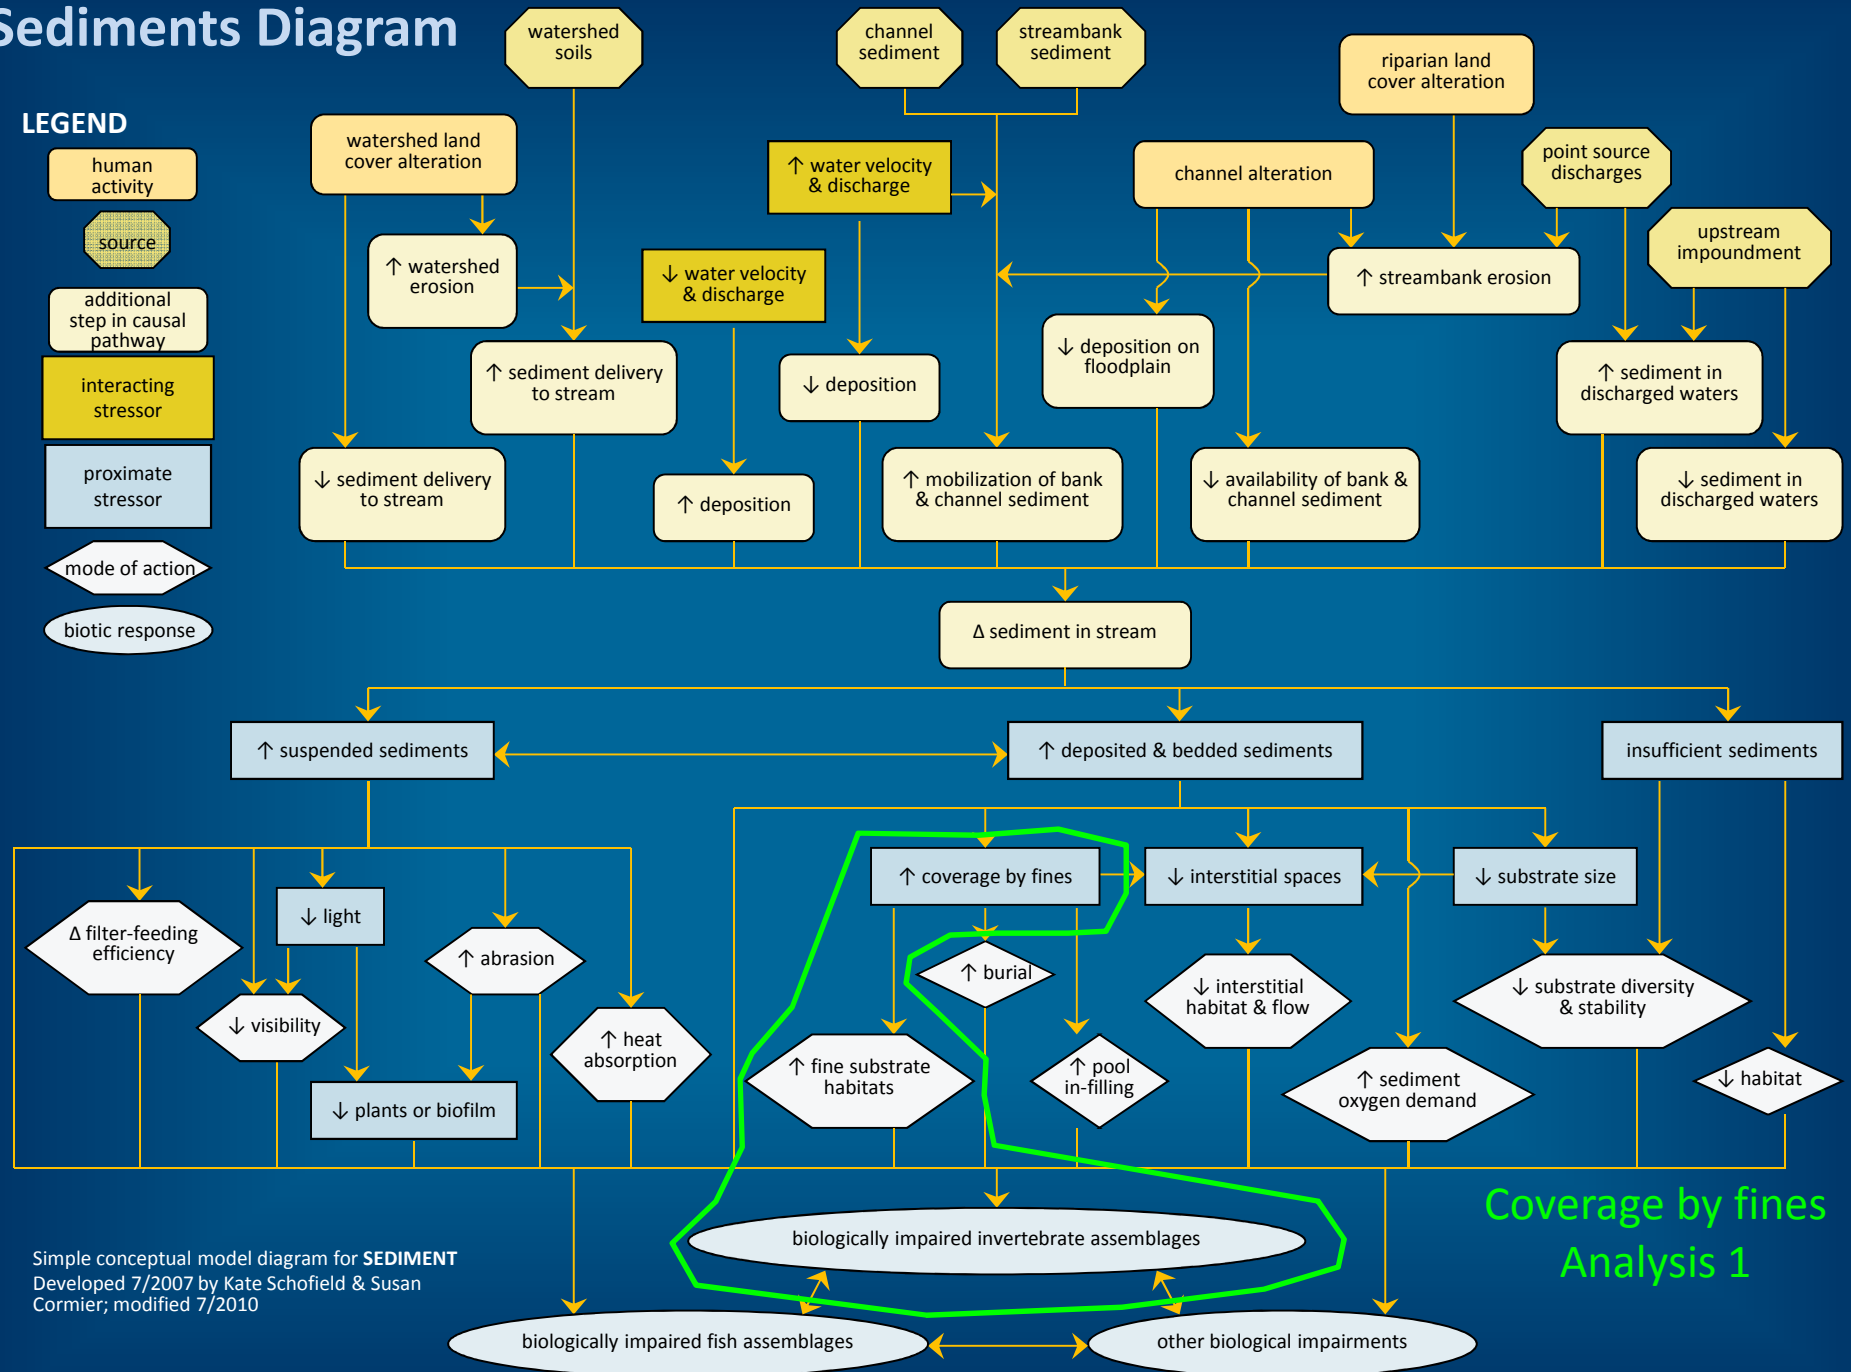 Sediments Diagram
LEGEND
human
activity
source
additional
step in causal
pathway
interacting
stressor
proximate
stressor
mode of action
biotic response
watershed
soils
channel
sediment
streambank
sediment
riparian land
cover alteration
watershed land
cover alteration
↑ water velocity
& discharge
channel alteration
point source
discharges
upstream
impoundment
↑ watershed
erosion
↓ water velocity
& discharge
↑ streambank erosion
↑ sediment delivery
to stream
↓ deposition
↓ deposition on
floodplain
↑ sediment in
discharged waters
↓ sediment delivery
to stream
↑ deposition
↑ mobilization of bank
& channel sediment
↓ availability of bank &
channel sediment
↓ sediment in
discharged waters
Δ sediment in stream
↑ suspended sediments
↑ deposited & bedded sediments
insufficient sediments
↑ coverage by fines
↓ interstitial spaces
↓ substrate size
Δ filter-feeding
efficiency
↓ light
↑ abrasion
↓ visibility
↑ heat
absorption
↓ plants or biofilm
↑ burial
↑ fine substrate
habitats
↑ pool
in-filling
↓ interstitial
habitat & flow
↑ sediment
oxygen demand
↓ substrate diversity
& stability
↓ habitat
biologically impaired invertebrate assemblages
Coverage by fines
Analysis 1
Simple conceptual model diagram for SEDIMENT
Developed 7/2007 by Kate Schofield & Susan
Cormier; modified 7/2010
biologically impaired fish assemblages
other biological impairments